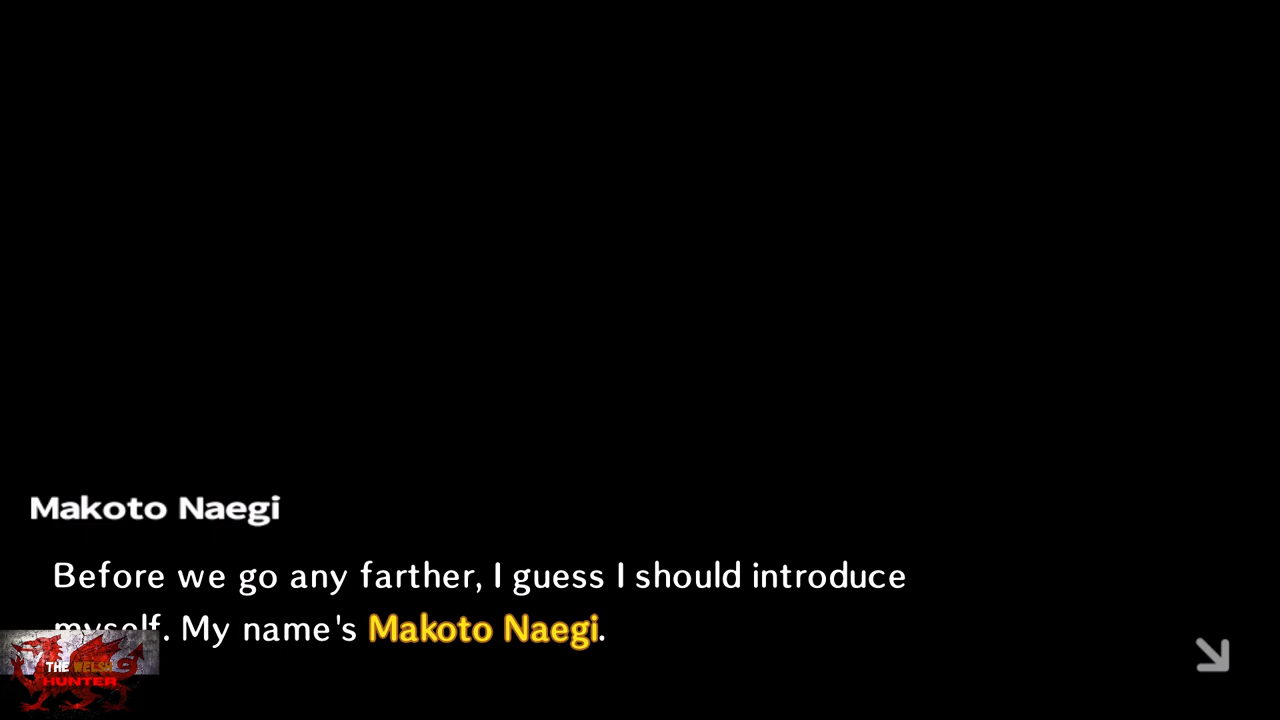 Makoto Naegi
Before we go any farther, I guess I should introduce
myself. My name's Makoto Naegi.
THE WELSH
HUNTER